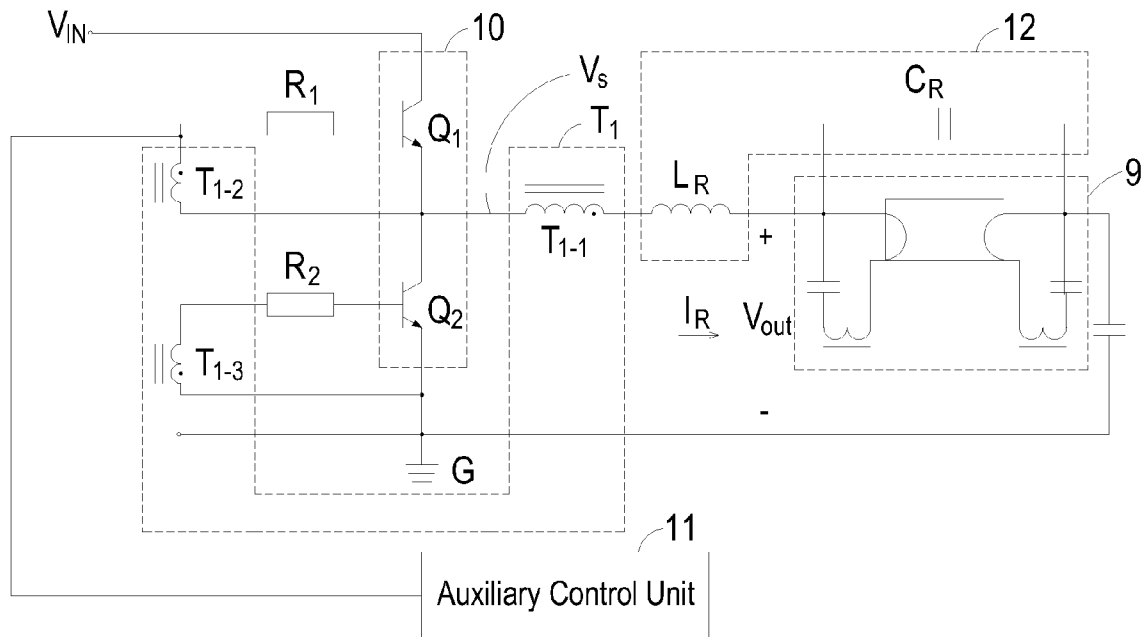 V_IN
10
12
R_1
V_s
C_R
Q_1
T_1
9
T_1-2
L_R
T_1-1
+
R_2
Q_2
I_R
V_out
T_1-3
-
G
11
Auxiliary Control Unit